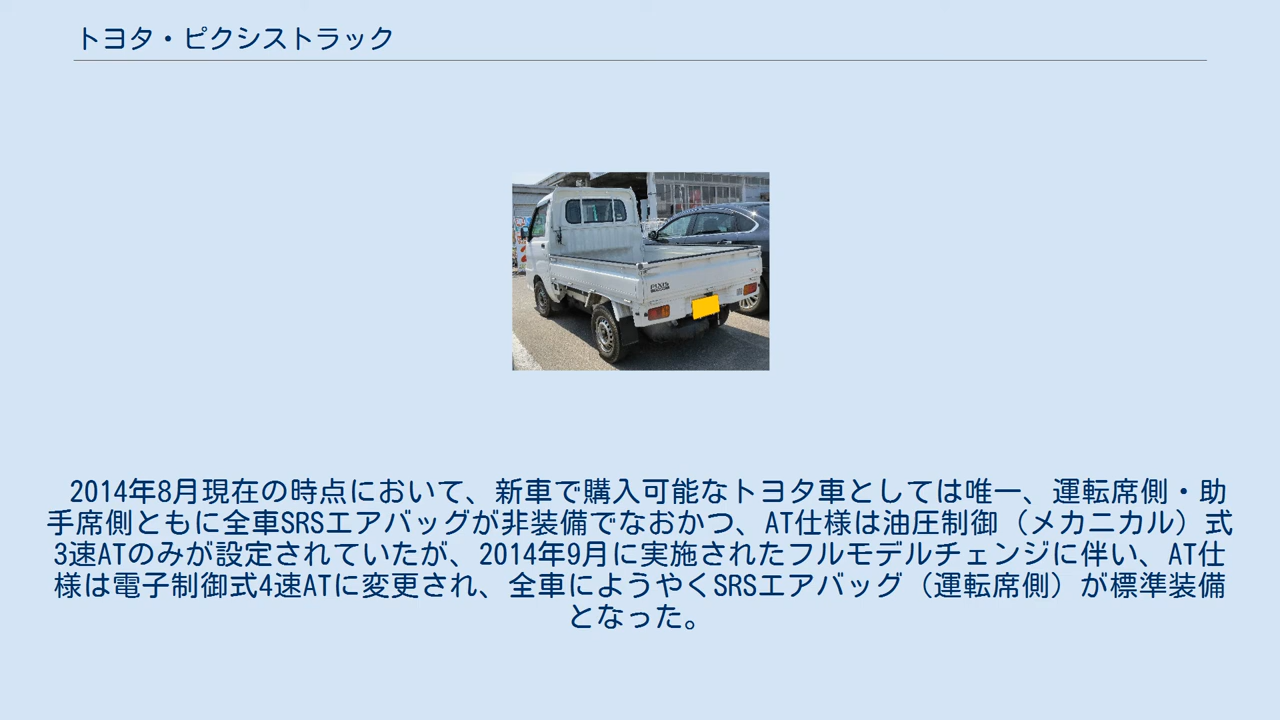 トヨタ・ピクシストラック
PIXIS
2014年8月現在の時点において、新車で購入可能なトヨタ車としては唯一、運転席側・助
手席側ともに全車SRSエアバッグが非装備でなおかつ、AT仕様は油圧制御（メカニカル）式
3速ATのみが設定されていたが、2014年9月に実施されたフルモデルチェンジに伴い、AT仕
様は電子制御式4速ATに変更され、全車にようやくSRSエアバッグ（運転席側）が標準装備
となった。